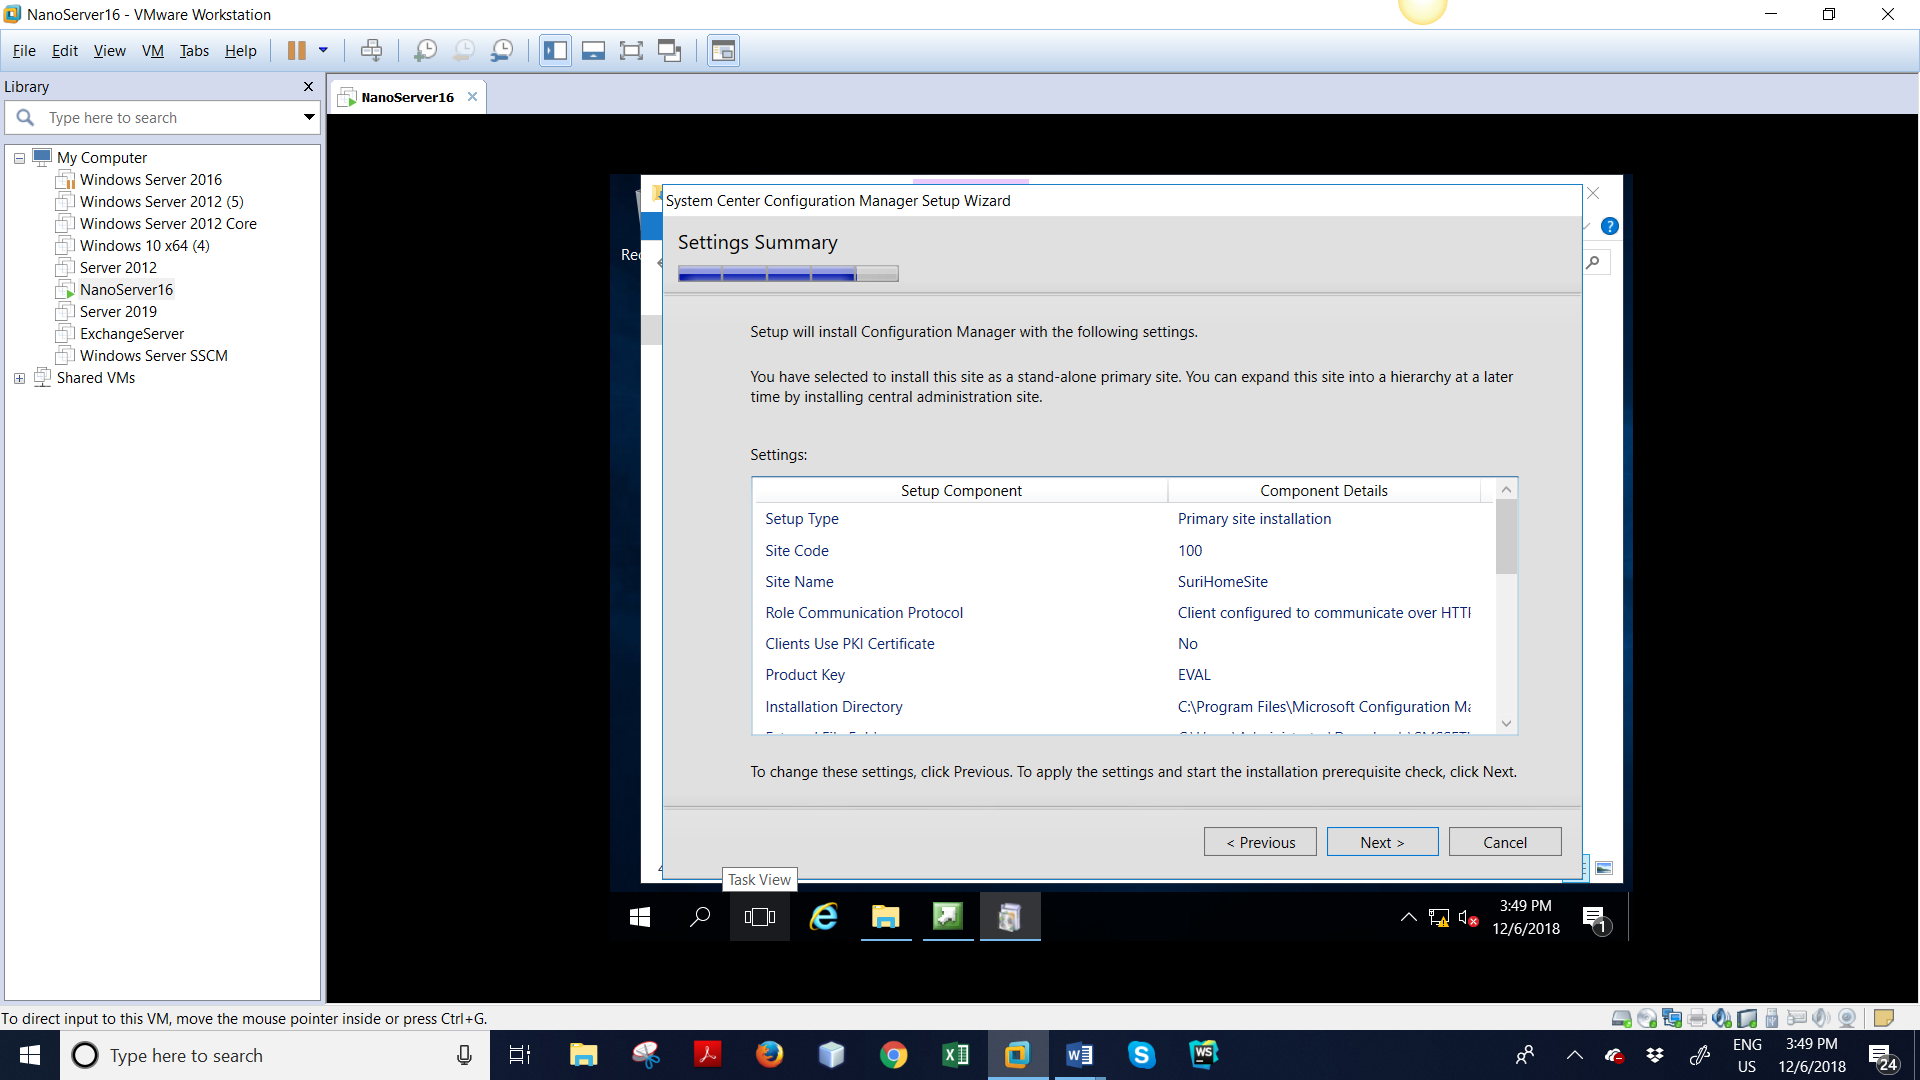 NanoServer16 - VMware Workstation
File Edit View VM Tabs Help
Library
Type here to search
My Computer
Windows Server 2016
Windows Server 2012 (5)
Windows Server 2012 Core
Windows 10 x64 (4)
Server 2012
NanoServer16
Server 2019
ExchangeServer
Windows Server SSCM
Shared VMs
NanoServer16
Rec
System Center Configuration Manager Setup Wizard
Settings Summary
Setup will install Configuration Manager with the following settings.
You have selected to install this site as a stand-alone primary site. You can expand this site into a hierarchy at a later
time by installing central administration site.
Settings:
Setup Component Component Details
Setup Type Primary site installation
Site Code 100
Site Name SuriHomeSite
Role Communication Protocol Client configured to communicate over HTTP
Clients Use PKI Certificate No
Product Key EVAL
Installation Directory C:\Program Files\Microsoft Configuration Ma
To change these settings, click Previous. To apply the settings and start the installation prerequisite check, click Next.
< Previous Next > Cancel
Task View
3:49 PM
12/6/2018
1
To direct input to this VM, move the mouse pointer inside or press Ctrl+G.
Type here to search
WS
ENG
US
3:49 PM
12/6/2018
24